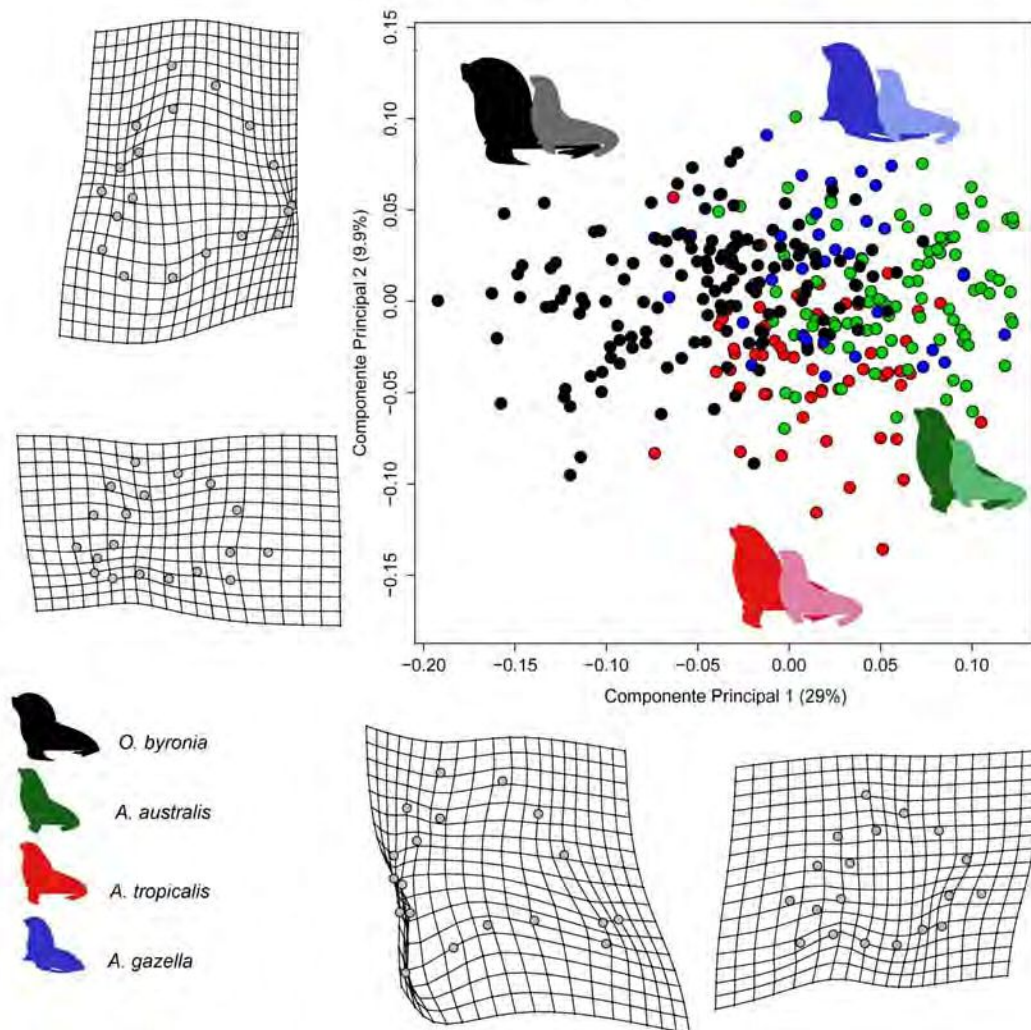 0.15
0.10
0.05
0.00
−0.05
−0.10
−0.15
Componente Principal 2 (9.9%)
−0.20 −0.15 −0.10 −0.05 0.00 0.05 0.10
Componente Principal 1 (29%)
O. byronia
A. australis
A. tropicalis
A. gazella